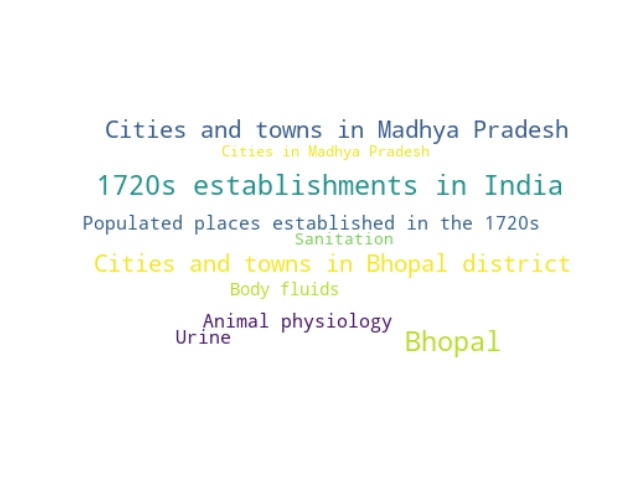 Cities and towns in Madhya Pradesh
Cities in Madhya Pradesh
1720s establishments in India
Populated places established in the 1720s
Sanitation
Cities and towns in Bhopal district
Body fluids
Animal physiology
Urine
Bhopal